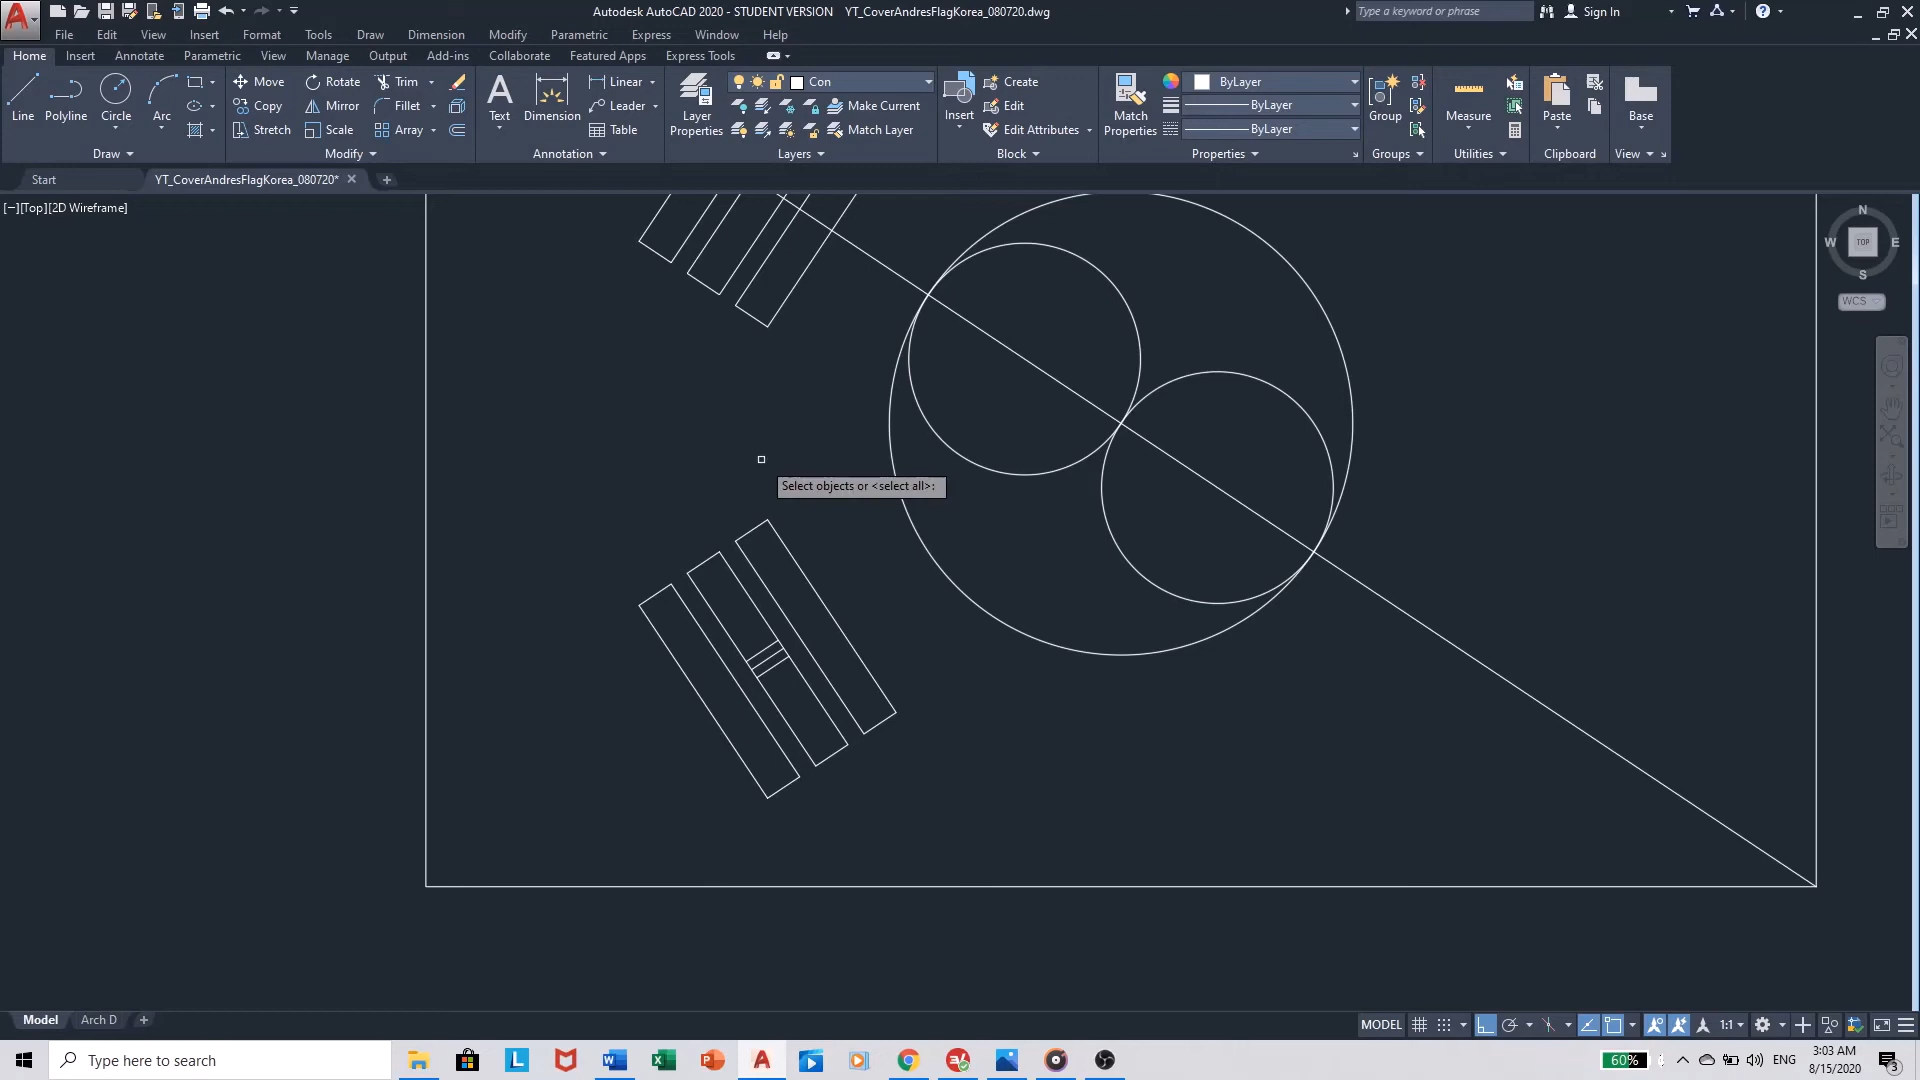 Autodesk AutoCAD 2020 - STUDENT VERSION YT_CoverAndresFlagKorea_080720.dwg
Type a keyword or phrase
Sign In
File Edit View Insert Format Tools Draw Dimension Modify Parametric Express Window Help
Home Insert Annotate Parametric View Manage Output Add-ins Collaborate Featured Apps Express Tools
Line
Polyline
Circle
Arc
Draw
Move Rotate Trim
Copy Mirror Fillet
Stretch Scale Array
Modify
Text
Dimension
Linear
Leader
Table
Annotation
Layer
Properties
Con
Make Current
Match Layer
Layers
Insert
Create
Edit
Edit Attributes
Block
Match
Properties
ByLayer
ByLayer
ByLayer
Properties
Group
Groups
Measure
Utilities
Paste
Clipboard
Base
View
Start
YT_CoverAndresFlagKorea_080720*
[−][Top][2D Wireframe]
N
W TOP E
S
WCS
Select objects or <select all>:
Model Arch D
MODEL
1:1
Type here to search
60%
ENG
3:03 AM
8/15/2020
3